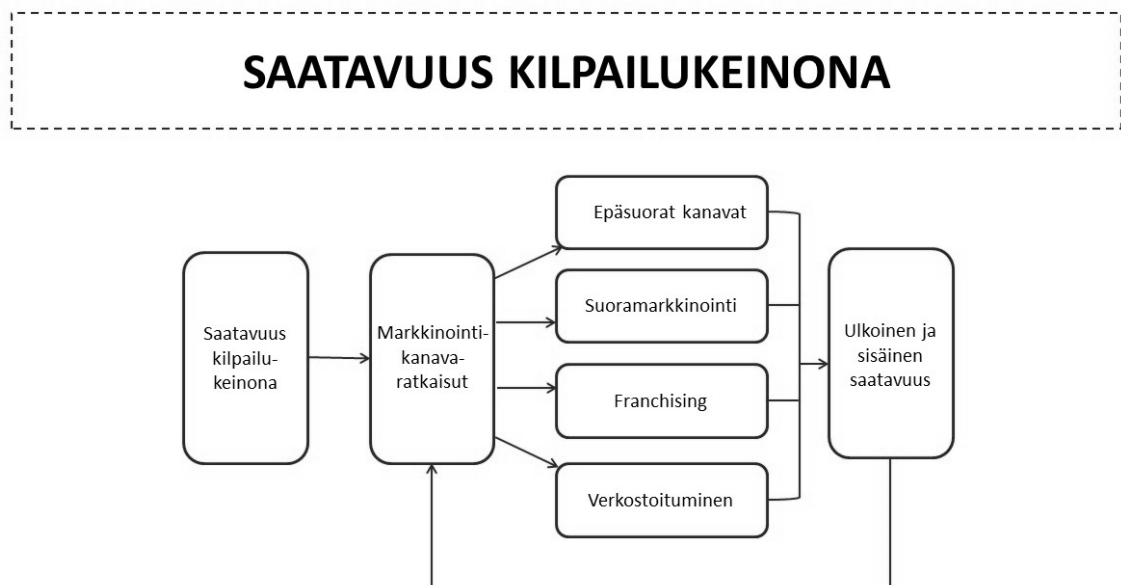 SAATAVUUS KILPAILUKEINONA
Saatavuus
kilpailu-
keinona
Markkinointi-
kanava-
ratkaisut
Epäsuorat kanavat
Suoramarkkinointi
Franchising
Verkostoituminen
Ulkoinen ja
sisäinen
saatavuus